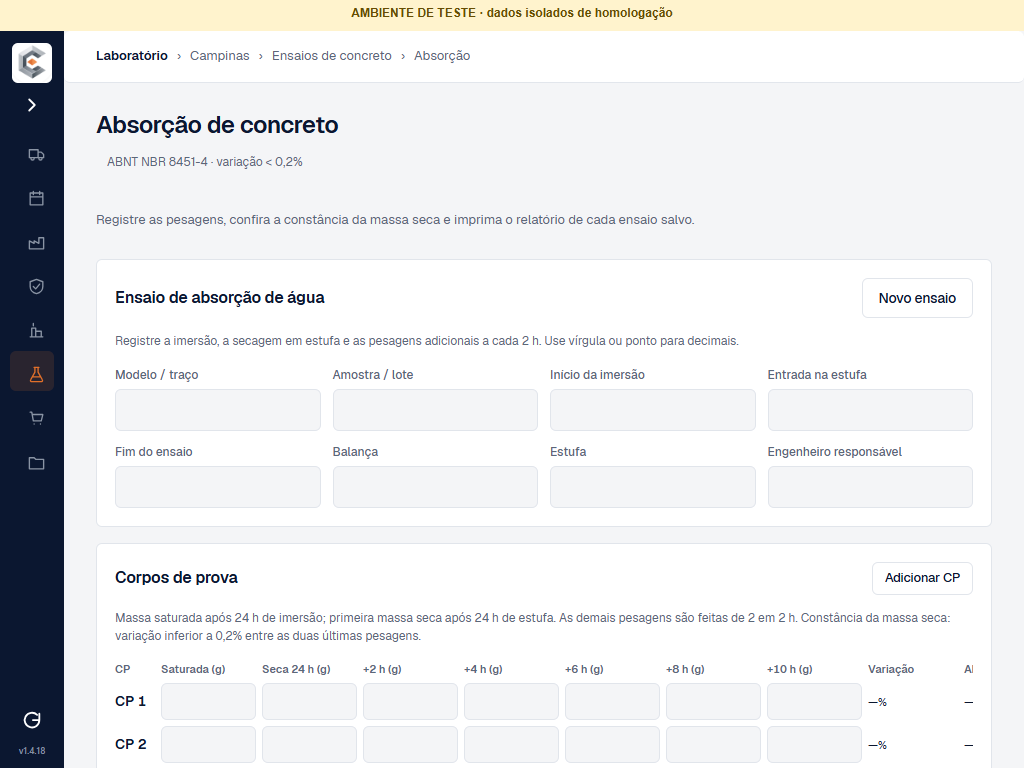 AMBIENTE DE TESTE · dados isolados de homologação
Laboratório › Campinas › Ensaios de concreto › Absorção
Absorção de concreto
ABNT NBR 8451-4 · variação < 0,2%
Registre as pesagens, confira a constância da massa seca e imprima o relatório de cada ensaio salvo.
Ensaio de absorção de água
Novo ensaio
Registre a imersão, a secagem em estufa e as pesagens adicionais a cada 2 h. Use vírgula ou ponto para decimais.
Modelo / traço Amostra / lote Início da imersão Entrada na estufa
Fim do ensaio Balança Estufa Engenheiro responsável
Corpos de prova
Adicionar CP
Massa saturada após 24 h de imersão; primeira massa seca após 24 h de estufa. As demais pesagens são feitas de 2 em 2 h. Constância da massa seca:
variação inferior a 0,2% entre as duas últimas pesagens.
CP Saturada (g) Seca 24 h (g) +2 h (g) +4 h (g) +6 h (g) +8 h (g) +10 h (g) Variação
CP 1 —% —
CP 2 —% —
v1.4.18